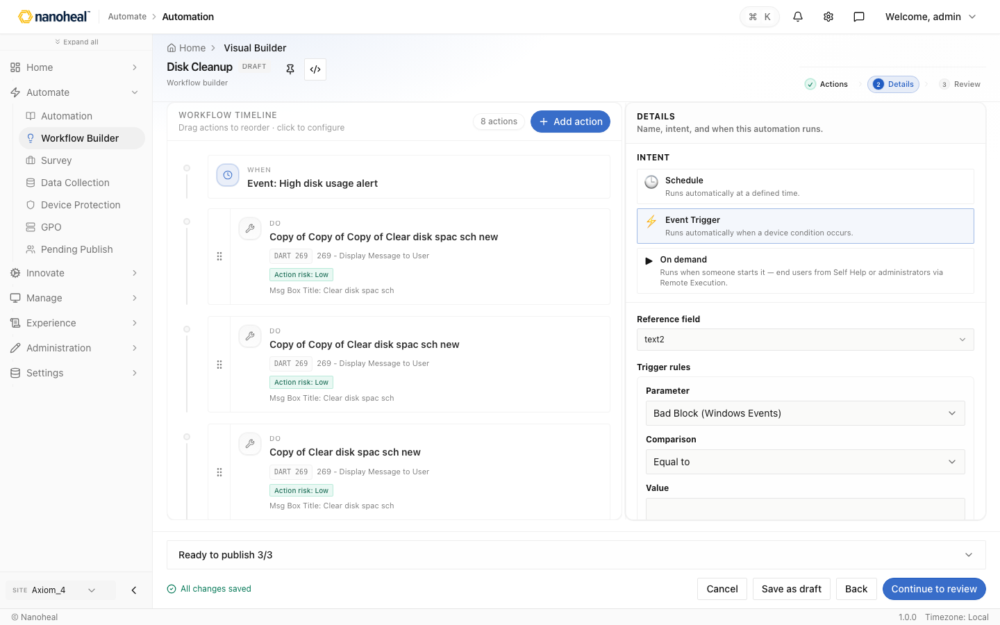 nanoheal™
Automate
Automation
⌘ K
Welcome, admin
Expand all
Home
Automate
Automation
Workflow Builder
Survey
Data Collection
Device Protection
GPO
Pending Publish
Innovate
Manage
Experience
Administration
Settings
SITE Axiom_4
Home
Visual Builder
Disk Cleanup DRAFT
Workflow builder
Actions
2 Details
3 Review
WORKFLOW TIMELINE
Drag actions to reorder · click to configure
8 actions
Add action
WHEN
Event: High disk usage alert
DO
Copy of Copy of Copy of Clear disk spac sch new
DART 269 269 - Display Message to User
Action risk: Low
Msg Box Title: Clear disk spac sch
DO
Copy of Copy of Clear disk spac sch new
DART 269 269 - Display Message to User
Action risk: Low
Msg Box Title: Clear disk spac sch
DO
Copy of Clear disk spac sch new
DART 269 269 - Display Message to User
Action risk: Low
Msg Box Title: Clear disk spac sch
DETAILS
Name, intent, and when this automation runs.
INTENT
Schedule
Runs automatically at a defined time.
Event Trigger
Runs automatically when a device condition occurs.
On demand
Runs when someone starts it — end users from Self Help or administrators via
Remote Execution.
Reference field
text2
Trigger rules
Parameter
Bad Block (Windows Events)
Comparison
Equal to
Value
Ready to publish 3/3
All changes saved
Cancel
Save as draft
Back
Continue to review
© Nanoheal
1.0.0 Timezone: Local